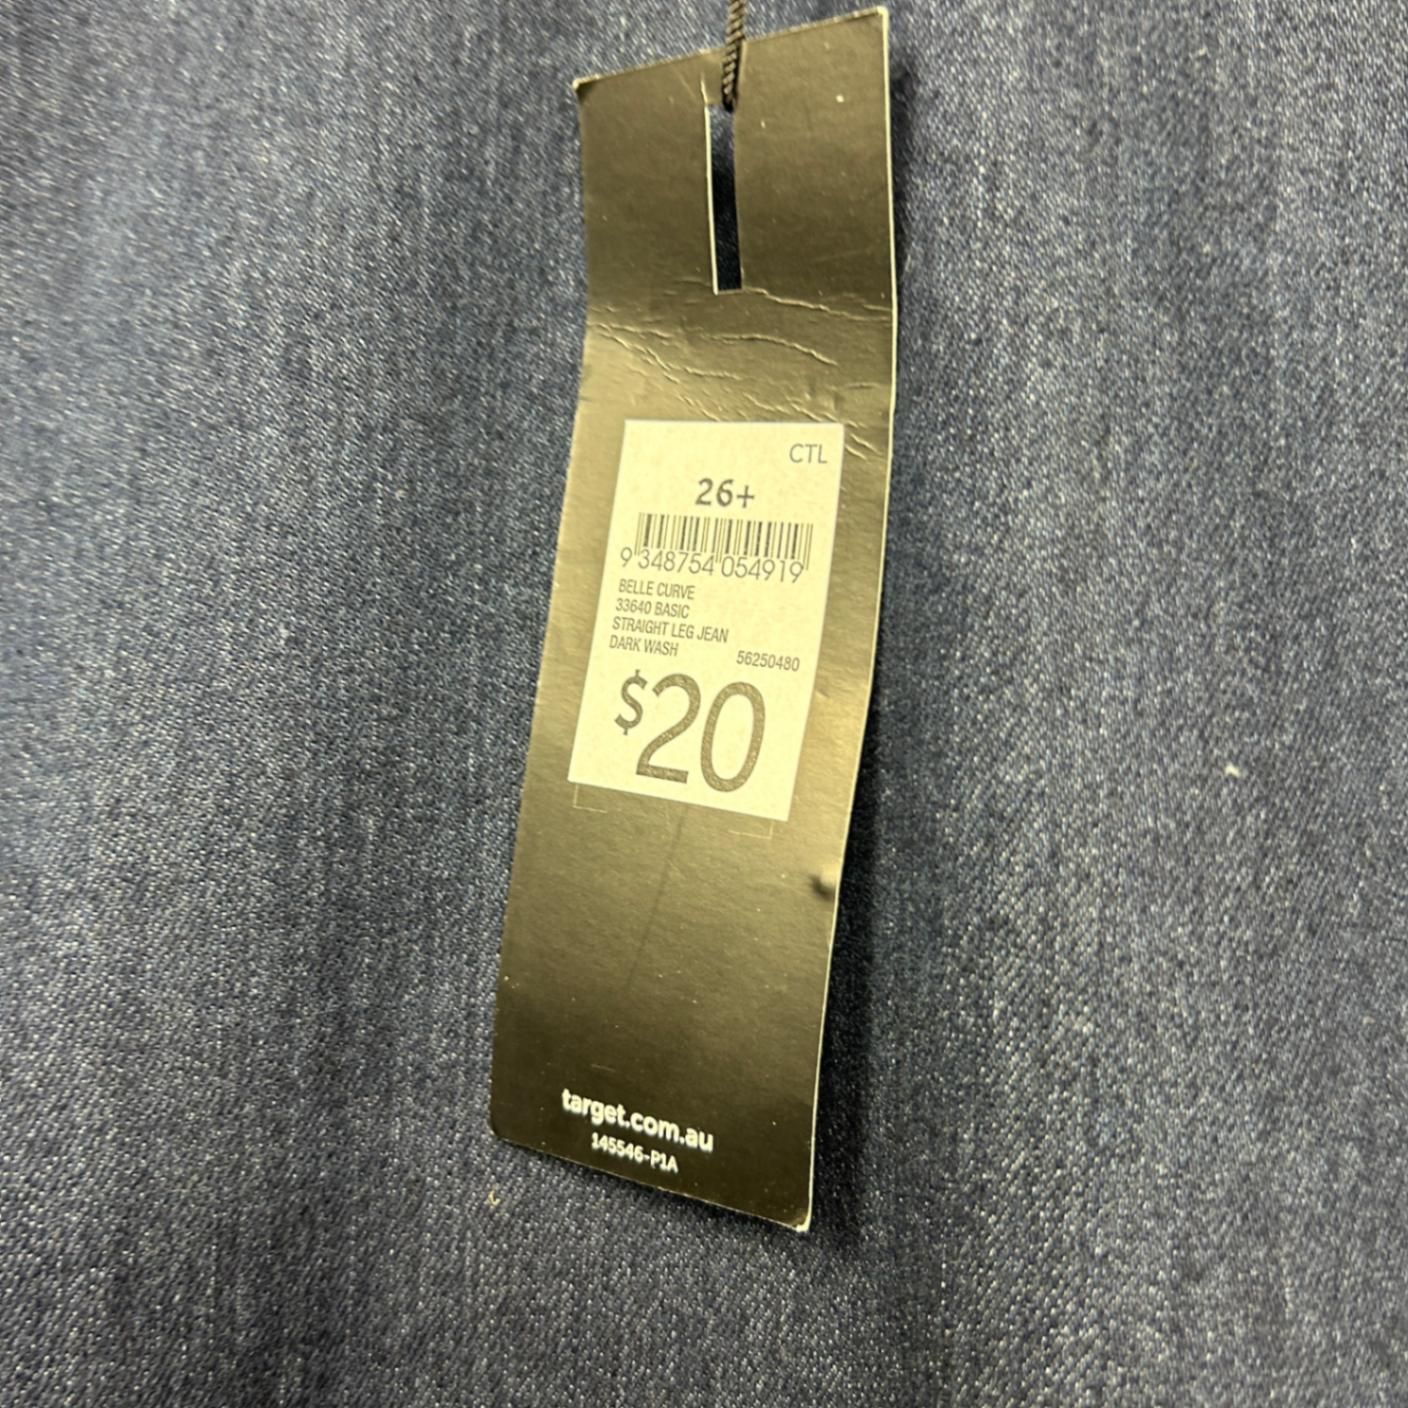 CTL
26+
9 348754 054919
BELLE CURVE
33640 BASIC
STRAIGHT LEG JEAN
DARK WASH 56250480
$20
target.com.au
145546-P1A